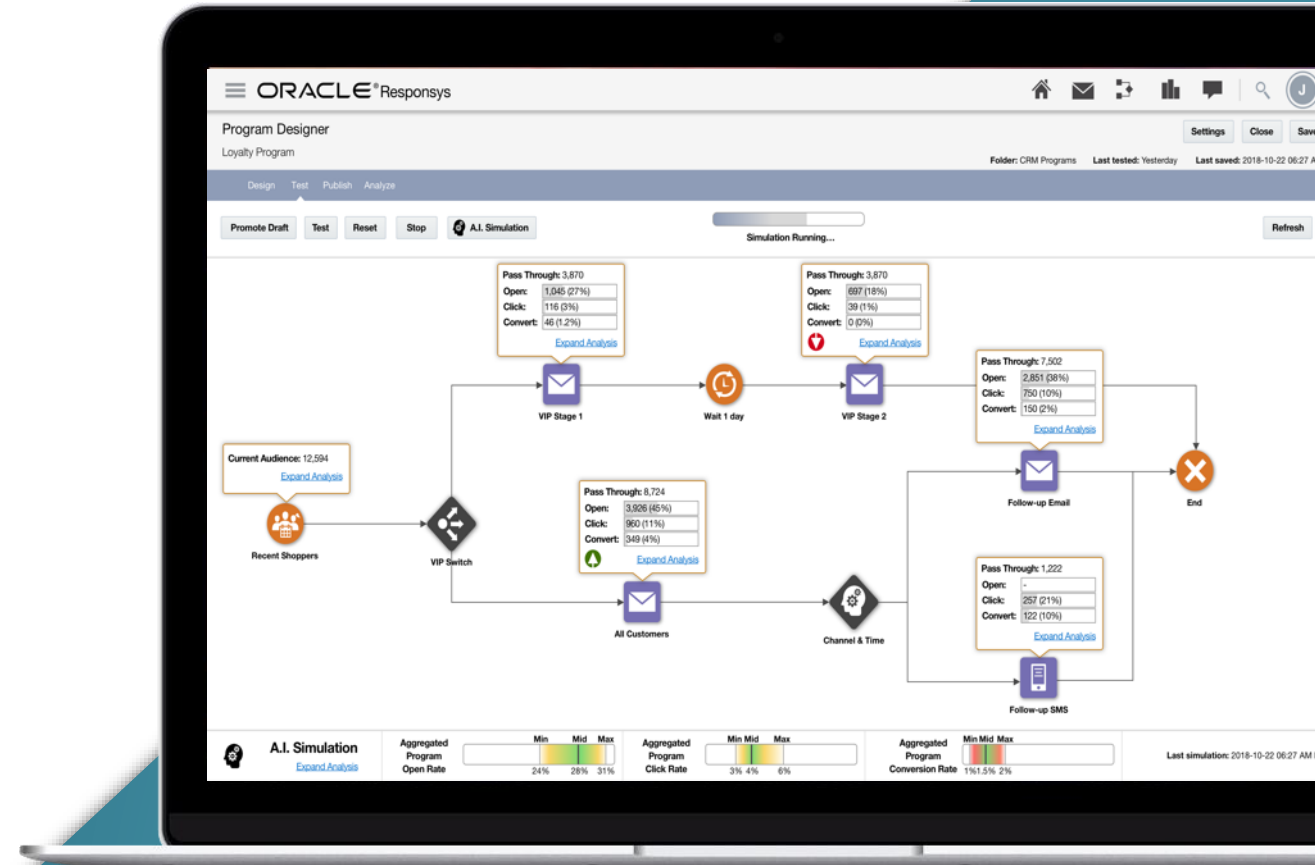 ORACLE® Responsys
J
Program Designer
Loyalty Program
Settings Close Save
Folder: CRM Programs Last tested: Yesterday Last saved: 2018-10-22 06:27 A
Design Test Publish Analyze
Promote Draft Test Reset Stop A.I. Simulation
Simulation Running...
Refresh
Pass Through: 3,870
Open: 1,045 (27%)
Click: 116 (3%)
Convert: 46 (1.2%)
Expand Analysis
VIP Stage 1
Wait 1 day
Pass Through: 3,870
Open: 697 (18%)
Click: 39 (1%)
Convert: 0 (0%)
Expand Analysis
VIP Stage 2
Pass Through: 7,502
Open: 2,851 (38%)
Click: 750 (10%)
Convert: 150 (2%)
Expand Analysis
Follow-up Email
End
Current Audience: 12,594
Expand Analysis
Recent Shoppers
VIP Switch
Pass Through: 8,724
Open: 3,926 (45%)
Click: 960 (11%)
Convert: 349 (4%)
Expand Analysis
All Customers
Channel & Time
Pass Through: 1,222
Open: -
Click: 257 (21%)
Convert: 122 (10%)
Expand Analysis
Follow-up SMS
A.I. Simulation
Expand Analysis
Aggregated
Program
Open Rate
Min Mid Max
24% 28% 31%
Aggregated
Program
Click Rate
Min Mid Max
3% 4% 6%
Aggregated
Program
Conversion Rate
Min Mid Max
1% 1.5% 2%
Last simulation: 2018-10-22 06:27 AM